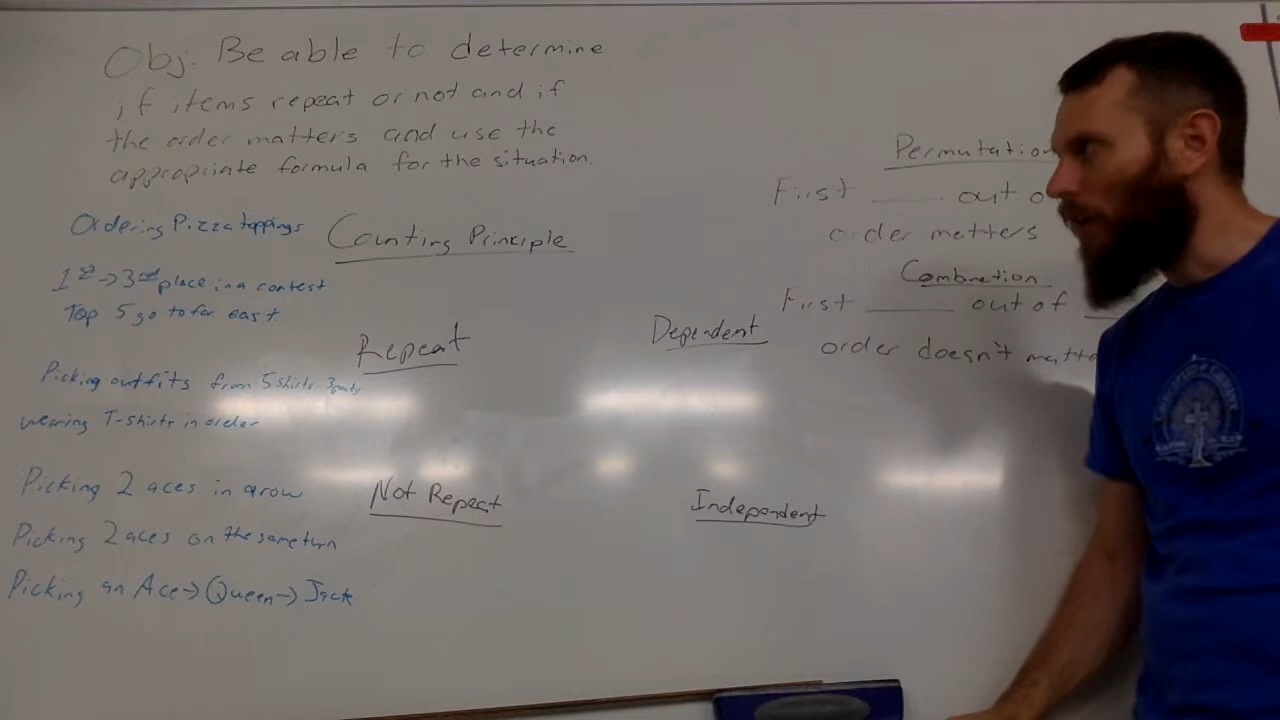 Obj: Be able to determine
if items repeat or not and if
the order matters and use the
appropriate formula for the situation.
Ordering Pizza toppings
1st → 3rd place in a contest
Top 5 go to far east
Picking outfits from 5 shirts 3 pants
wearing T-shirts in order
Picking 2 aces in a row
Picking 2 aces on the same turn
Picking an Ace → Queen → Jack
Counting Principle
Repeat
Not Repeat
Dependent
Independent
Permutation
First ____ out o
order matters
Combination
First ____ out of __
order doesn't matte